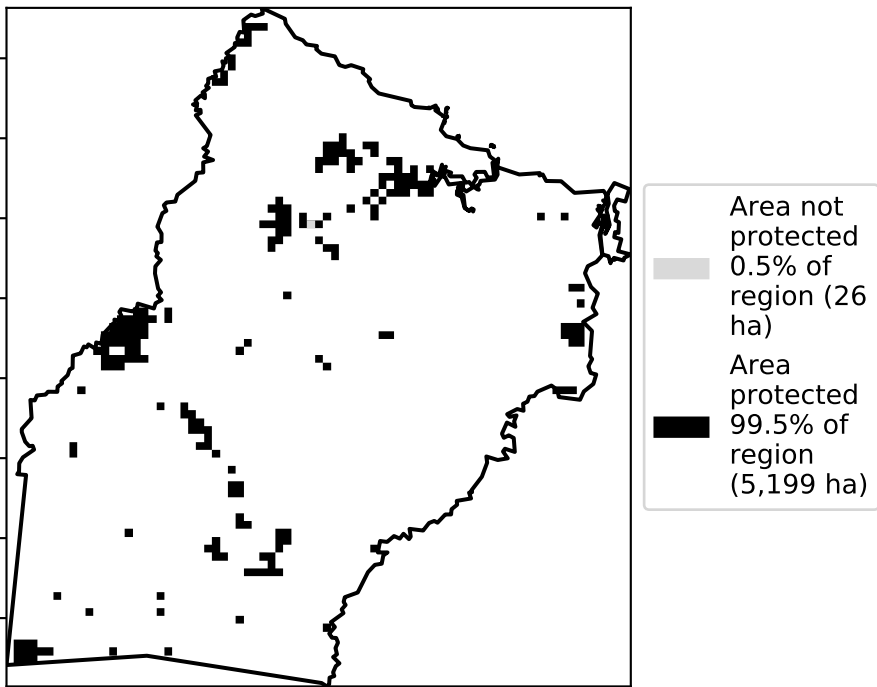 Area not
protected
0.5% of
region (26
ha)
Area
protected
99.5% of
region
(5,199 ha)